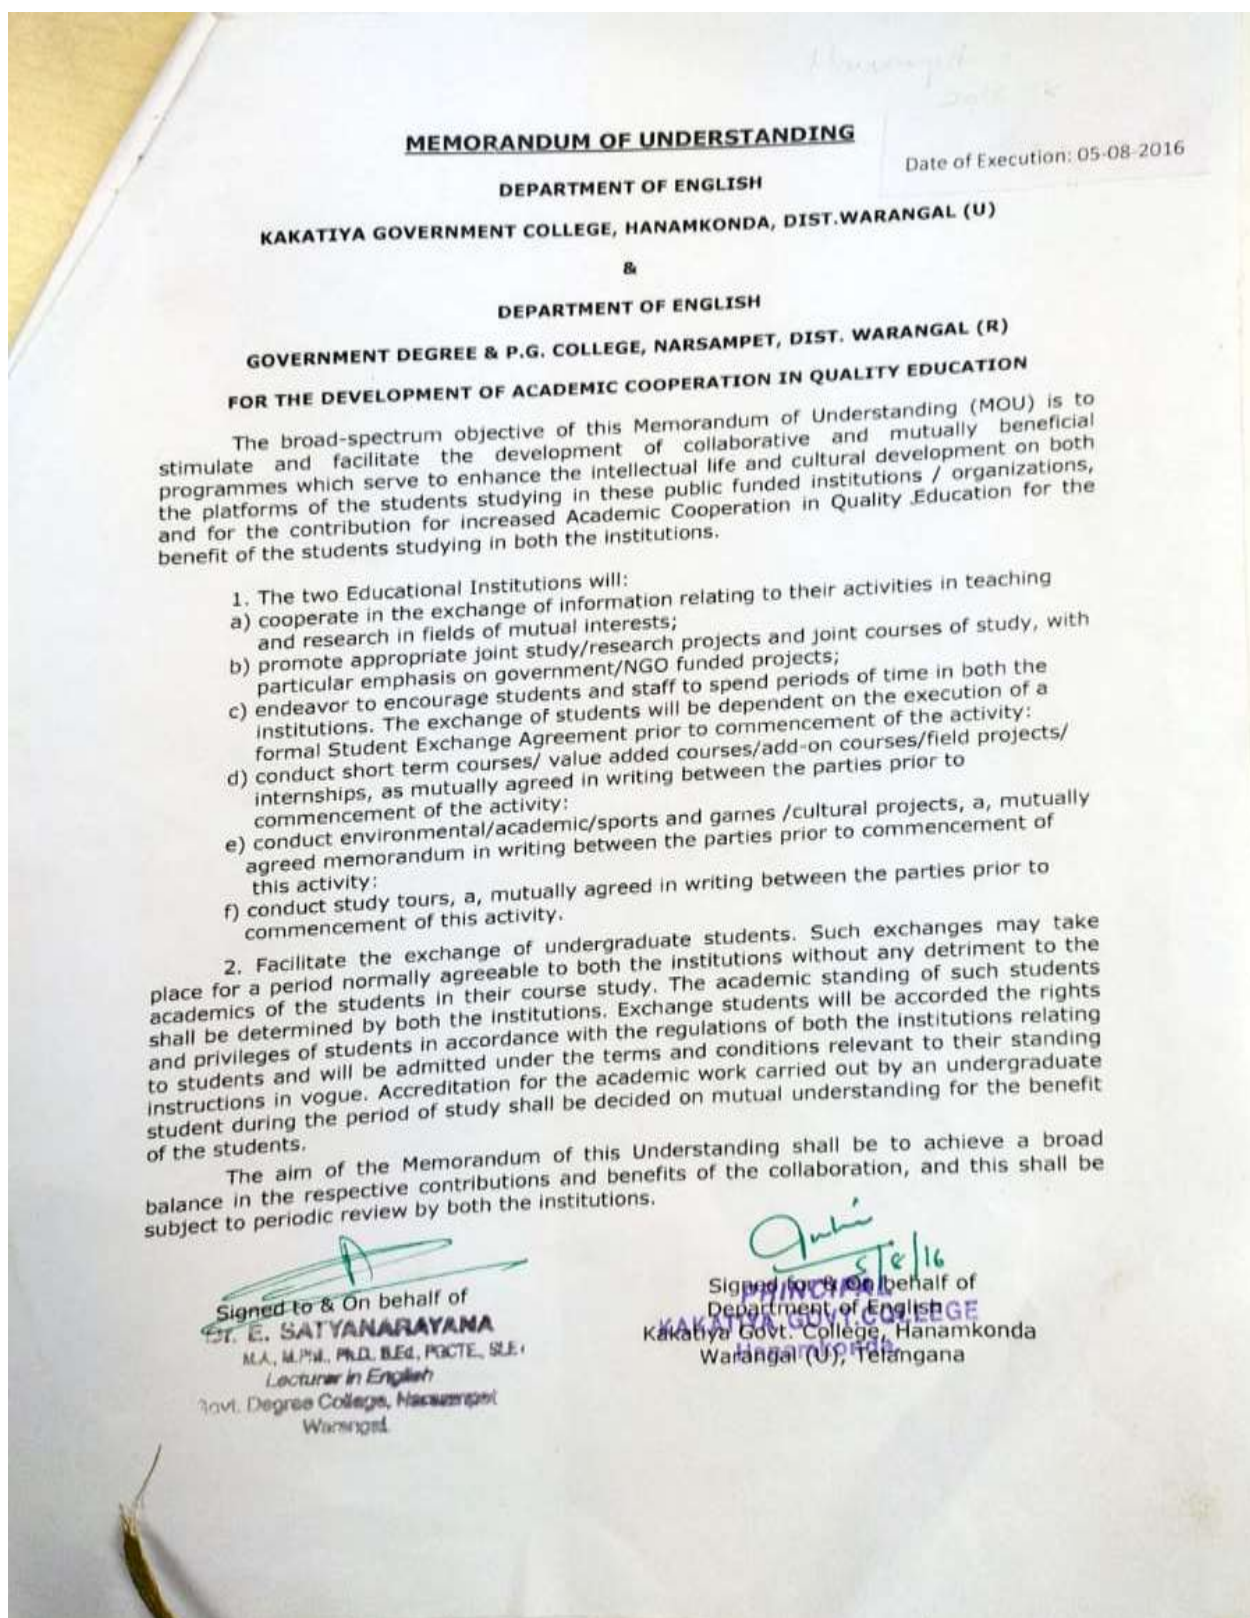 MEMORANDUM OF UNDERSTANDING
Date of Execution: 05-08-2016
DEPARTMENT OF ENGLISH
KAKATIYA GOVERNMENT COLLEGE, HANAMKONDA, DIST.WARANGAL (U)
&
DEPARTMENT OF ENGLISH
GOVERNMENT DEGREE & P.G. COLLEGE, NARSAMPET, DIST. WARANGAL (R)
FOR THE DEVELOPMENT OF ACADEMIC COOPERATION IN QUALITY EDUCATION
The broad-spectrum objective of this Memorandum of Understanding (MOU) is to
stimulate and facilitate the development of collaborative and mutually beneficial
programmes which serve to enhance the intellectual life and cultural development on both
the platforms of the students studying in these public funded institutions / organizations,
and for the contribution for increased Academic Cooperation in Quality Education for the
benefit of the students studying in both the institutions.
1. The two Educational Institutions will:
a) cooperate in the exchange of information relating to their activities in teaching
and research in fields of mutual interests;
b) promote appropriate joint study/research projects and joint courses of study, with
particular emphasis on government/NGO funded projects;
c) endeavor to encourage students and staff to spend periods of time in both the
institutions. The exchange of students will be dependent on the execution of a
formal Student Exchange Agreement prior to commencement of the activity:
d) conduct short term courses/ value added courses/add-on courses/field projects/
internships, as mutually agreed in writing between the parties prior to
commencement of the activity:
e) conduct environmental/academic/sports and games /cultural projects, a, mutually
agreed memorandum in writing between the parties prior to commencement of
this activity:
f) conduct study tours, a, mutually agreed in writing between the parties prior to
commencement of this activity.
2. Facilitate the exchange of undergraduate students. Such exchanges may take
place for a period normally agreeable to both the institutions without any detriment to the
academics of the students in their course study. The academic standing of such students
shall be determined by both the institutions. Exchange students will be accorded the rights
and privileges of students in accordance with the regulations of both the institutions relating
to students and will be admitted under the terms and conditions relevant to their standing
instructions in vogue. Accreditation for the academic work carried out by an undergraduate
student during the period of study shall be decided on mutual understanding for the benefit
of the students.
The aim of the Memorandum of this Understanding shall be to achieve a broad
balance in the respective contributions and benefits of the collaboration, and this shall be
subject to periodic review by both the institutions.
Signed to & On behalf of
Dr. E. SATYANARAYANA
M.A., M.Phil., Ph.D., B.Ed., PGCTE.,
Lecturer in English
Govt. Degree College, Narsampet
Warangal
5/8/16
Signed for & On behalf of
Department of English
Kakatiya Govt. College, Hanamkonda
Warangal (U), Telangana
PRINCIPAL
KAKATIYA GOVT.COLLEGE
Hanamkonda